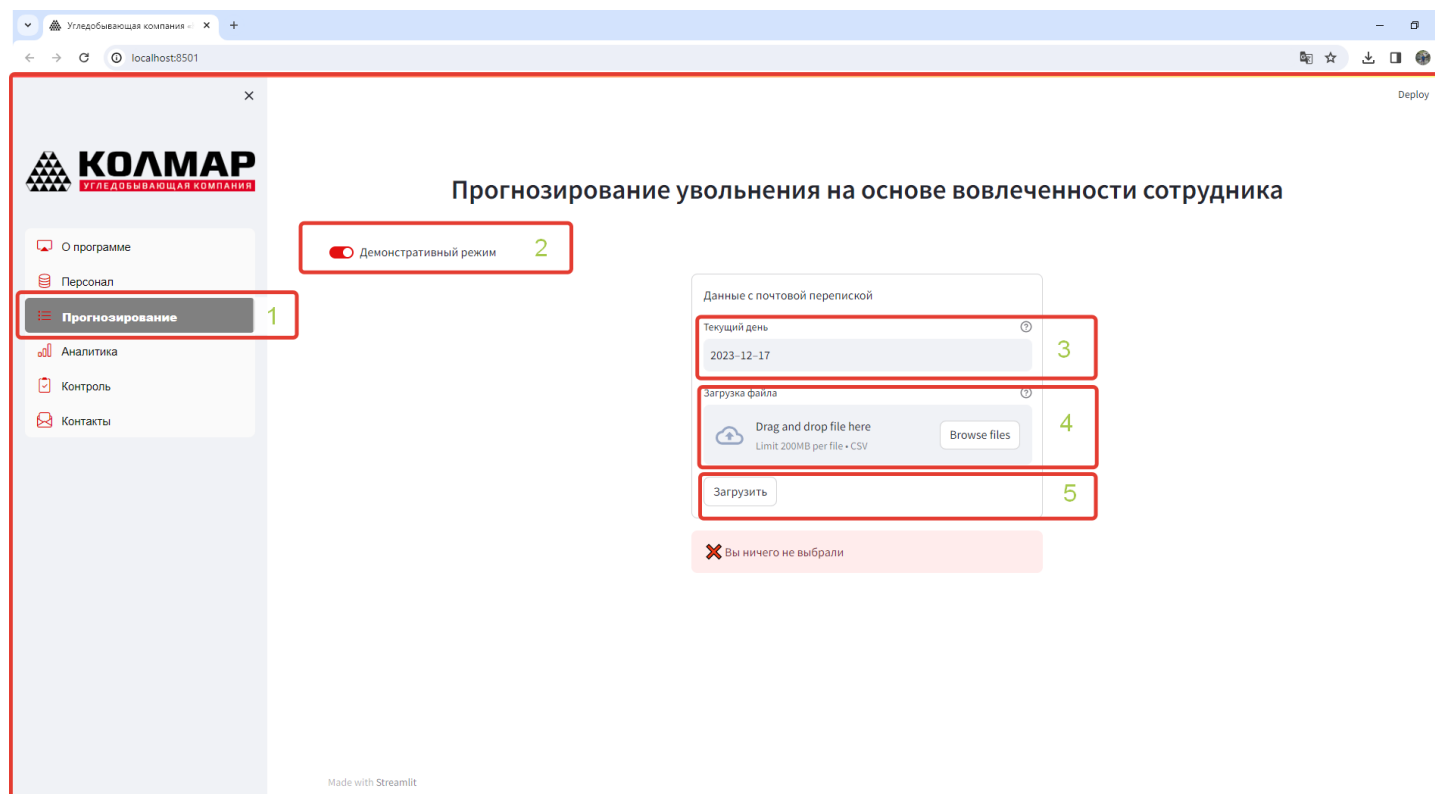 Угледобывающая компания «
localhost:8501
Deploy
КОЛМАР
УГЛЕДОБЫВАЮЩАЯ КОМПАНИЯ
О программе
Персонал
Прогнозирование
1
Аналитика
Контроль
Контакты
Прогнозирование увольнения на основе вовлеченности сотрудника
Демонстративный режим
2
Данные с почтовой перепиской
Текущий день
2023-12-17
3
Загрузка файла
Drag and drop file here
Limit 200MB per file • CSV
Browse files
4
Загрузить
5
Вы ничего не выбрали
Made with Streamlit